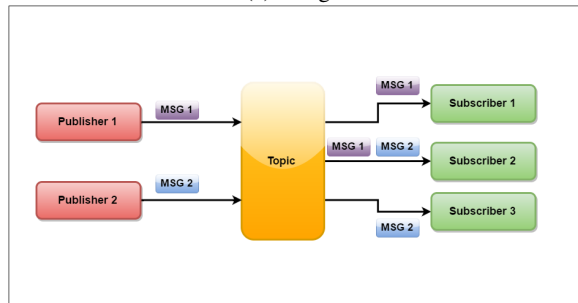 MSG 1
Publisher 1
MSG 1
Subscriber 1
Topic
MSG 1 MSG 2
Subscriber 2
MSG 2
Publisher 2
Subscriber 3
MSG 2